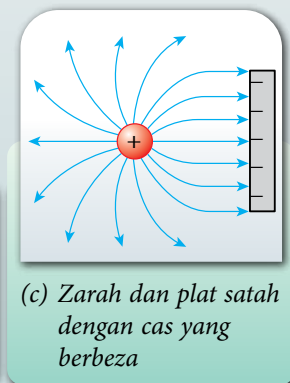 +
(c) Zarah dan plat satah
dengan cas yang
berbeza